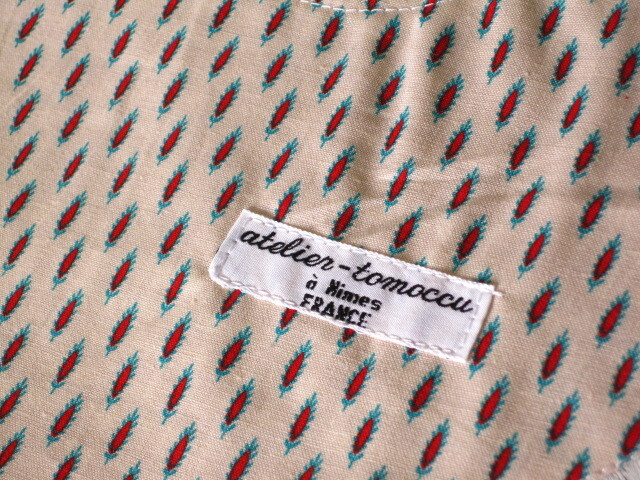 atelier-tomoccu
à Nimes
FRANCE